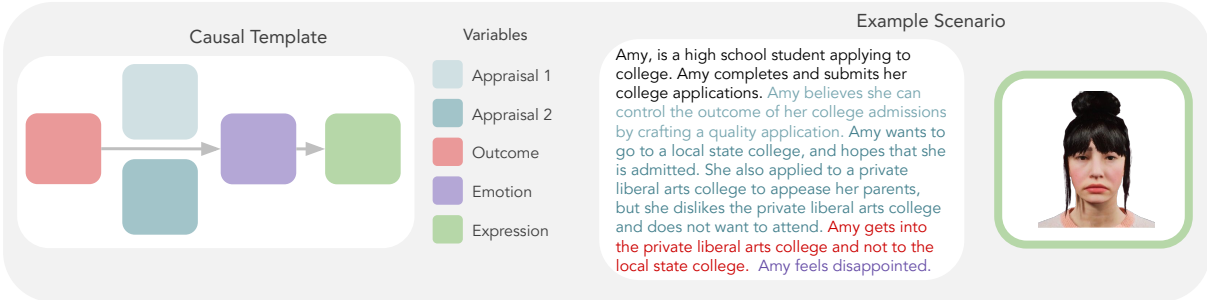 Causal Template
Variables
Appraisal 1
Appraisal 2
Outcome
Emotion
Expression
Example Scenario
Amy, is a high school student applying to
college. Amy completes and submits her
college applications. Amy believes she can
control the outcome of her college admissions
by crafting a quality application. Amy wants to
go to a local state college, and hopes that she
is admitted. She also applied to a private
liberal arts college to appease her parents,
but she dislikes the private liberal arts college
and does not want to attend. Amy gets into
the private liberal arts college and not to the
local state college. Amy feels disappointed.